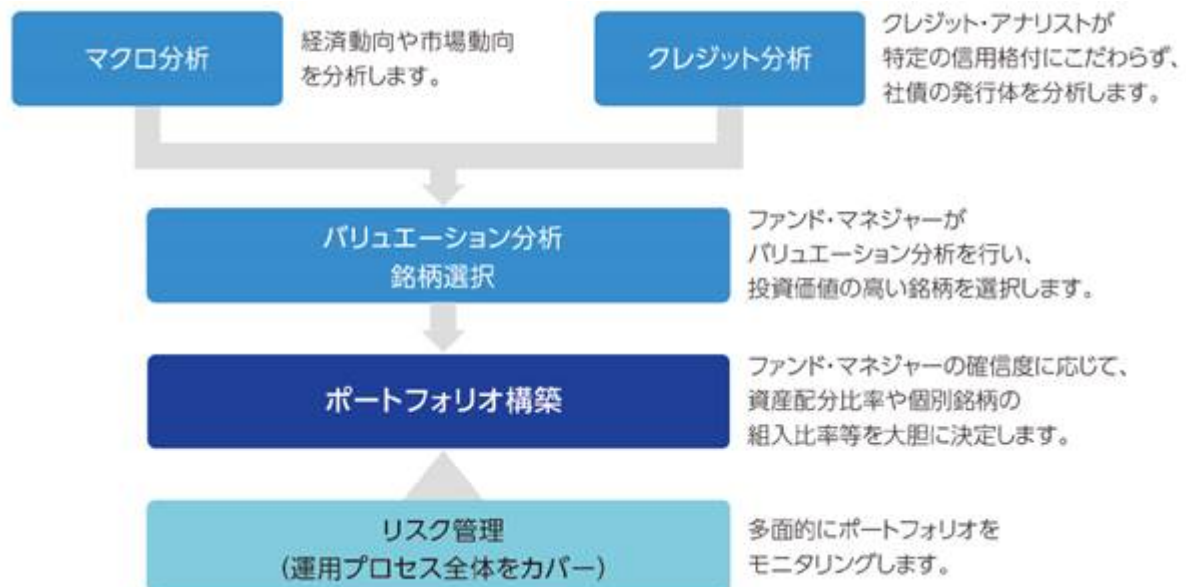 マクロ分析
経済動向や市場動向
を分析します。
クレジット分析
クレジット・アナリストが
特定の信用格付にこだわらず、
社債の発行体を分析します。
バリュエーション分析
銘柄選択
ファンド・マネジャーが
バリュエーション分析を行い、
投資価値の高い銘柄を選択します。
ポートフォリオ構築
ファンド・マネジャーの確信度に応じて、
資産配分比率や個別銘柄の
組入比率等を大胆に決定します。
リスク管理
(運用プロセス全体をカバー)
多面的にポートフォリオを
モニタリングします。